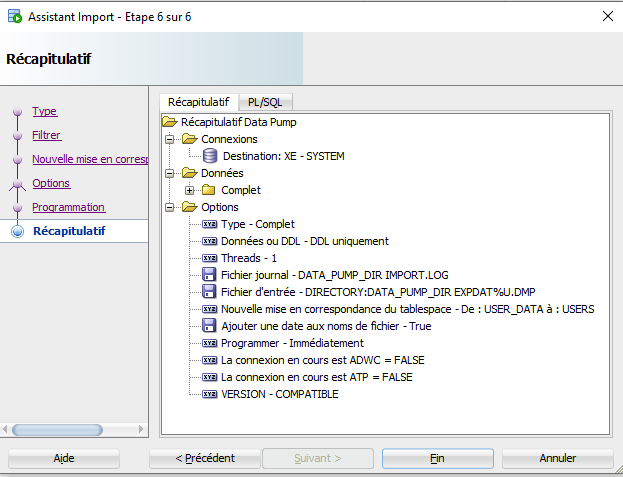 Assistant Import - Etape 6 sur 6
Récapitulatif
Type
Filtrer
Nouvelle mise en corresp
Options
Programmation
Récapitulatif
Récapitulatif
PL/SQL
Récapitulatif Data Pump
Connexions
Destination: XE - SYSTEM
Données
Complet
Options
Type - Complet
Données ou DDL - DDL uniquement
Threads - 1
Fichier journal - DATA_PUMP_DIR IMPORT.LOG
Fichier d'entrée - DIRECTORY:DATA_PUMP_DIR EXPDAT%U.DMP
Nouvelle mise en correspondance du tablespace - De : USER_DATA à : USERS
Ajouter une date aux noms de fichier - True
Programmer - Immédiatement
La connexion en cours est ADWC = FALSE
La connexion en cours est ATP = FALSE
VERSION - COMPATIBLE
Aide
< Précédent
Suivant >
Fin
Annuler